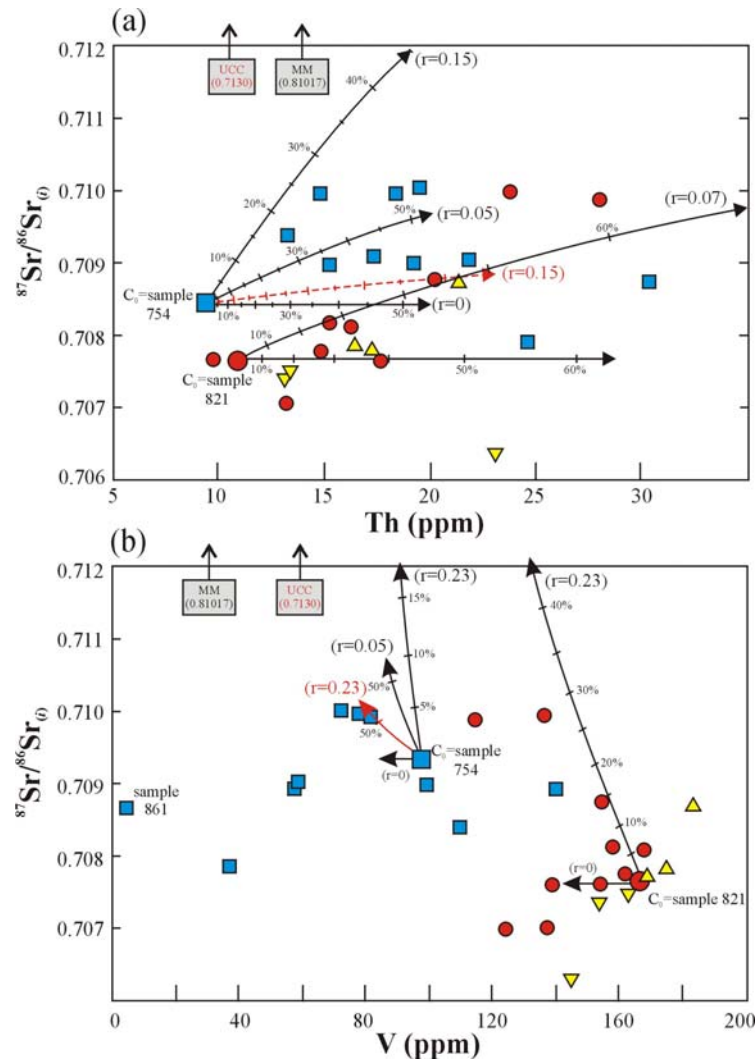 (a)
0.712
0.711
0.710
0.709
0.708
0.707
0.706
87Sr/86Sr(i)
UCC
(0.7130)
MM
(0.81017)
(r=0.15)
40%
30%
20%
10%
50%
(r=0.05)
30%
10%
(r=0.07)
60%
(r=0.15)
C0=sample
754
10%
30%
50%
(r=0)
10%
C0=sample
821
10%
50%
60%
5
10
15
20
25
30
Th (ppm)
(b)
0.712
0.711
0.710
0.709
0.708
0.707
87Sr/86Sr(i)
MM
(0.81017)
UCC
(0.7130)
(r=0.23)
15%
10%
5%
(r=0.05)
50%
(r=0.23)
50%
C0=sample
754
(r=0)
sample
861
(r=0.23)
40%
30%
20%
10%
(r=0)
C0=sample 821
0
40
80
120
160
200
V (ppm)